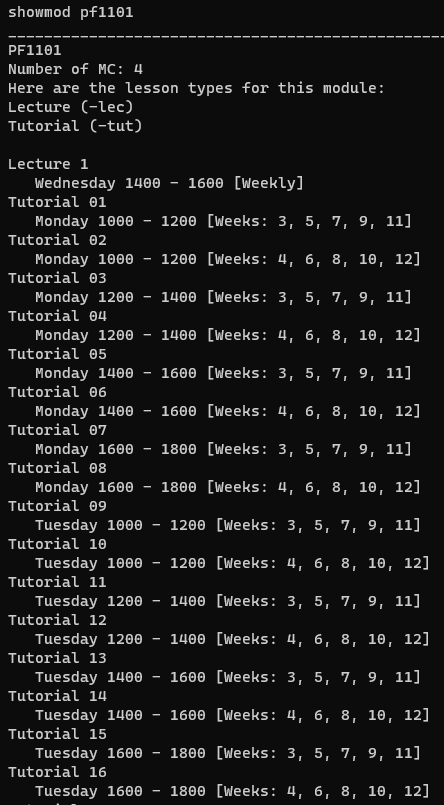 showmod pf1101
________________________________________________
PF1101
Number of MC: 4
Here are the lesson types for this module:
Lecture (-lec)
Tutorial (-tut)
Lecture 1
Wednesday 1400 - 1600 [Weekly]
Tutorial 01
Monday 1000 - 1200 [Weeks: 3, 5, 7, 9, 11]
Tutorial 02
Monday 1000 - 1200 [Weeks: 4, 6, 8, 10, 12]
Tutorial 03
Monday 1200 - 1400 [Weeks: 3, 5, 7, 9, 11]
Tutorial 04
Monday 1200 - 1400 [Weeks: 4, 6, 8, 10, 12]
Tutorial 05
Monday 1400 - 1600 [Weeks: 3, 5, 7, 9, 11]
Tutorial 06
Monday 1400 - 1600 [Weeks: 4, 6, 8, 10, 12]
Tutorial 07
Monday 1600 - 1800 [Weeks: 3, 5, 7, 9, 11]
Tutorial 08
Monday 1600 - 1800 [Weeks: 4, 6, 8, 10, 12]
Tutorial 09
Tuesday 1000 - 1200 [Weeks: 3, 5, 7, 9, 11]
Tutorial 10
Tuesday 1000 - 1200 [Weeks: 4, 6, 8, 10, 12]
Tutorial 11
Tuesday 1200 - 1400 [Weeks: 3, 5, 7, 9, 11]
Tutorial 12
Tuesday 1200 - 1400 [Weeks: 4, 6, 8, 10, 12]
Tutorial 13
Tuesday 1400 - 1600 [Weeks: 3, 5, 7, 9, 11]
Tutorial 14
Tuesday 1400 - 1600 [Weeks: 4, 6, 8, 10, 12]
Tutorial 15
Tuesday 1600 - 1800 [Weeks: 3, 5, 7, 9, 11]
Tutorial 16
Tuesday 1600 - 1800 [Weeks: 4, 6, 8, 10, 12]